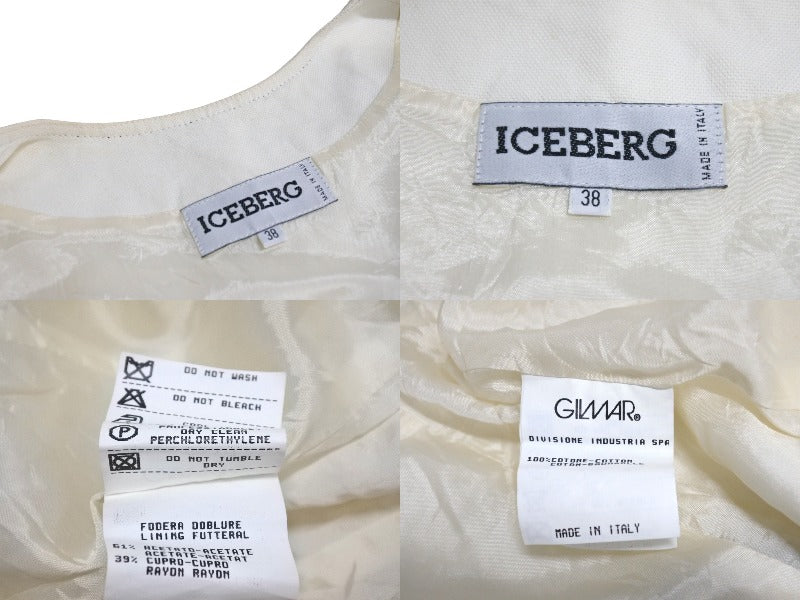 ICEBERG
MADE IN ITALY
38
ICEBERG
MADE IN ITALY
38
DO NOT WASH
DO NOT BLEACH
DRY CLEAN
PERCHLORETHYLENE
DO NOT TUMBLE
DRY
FODERA DOBLURE
LINING FUTTERAL
61% ACETATO-ACETATE
ACETATE-ACETAT
39% CUPRO-CUPRO
RAYON RAYON
GILMAR®
DIVISIONE INDUSTRIA SPA
100%COTONE-COTTON
MADE IN ITALY